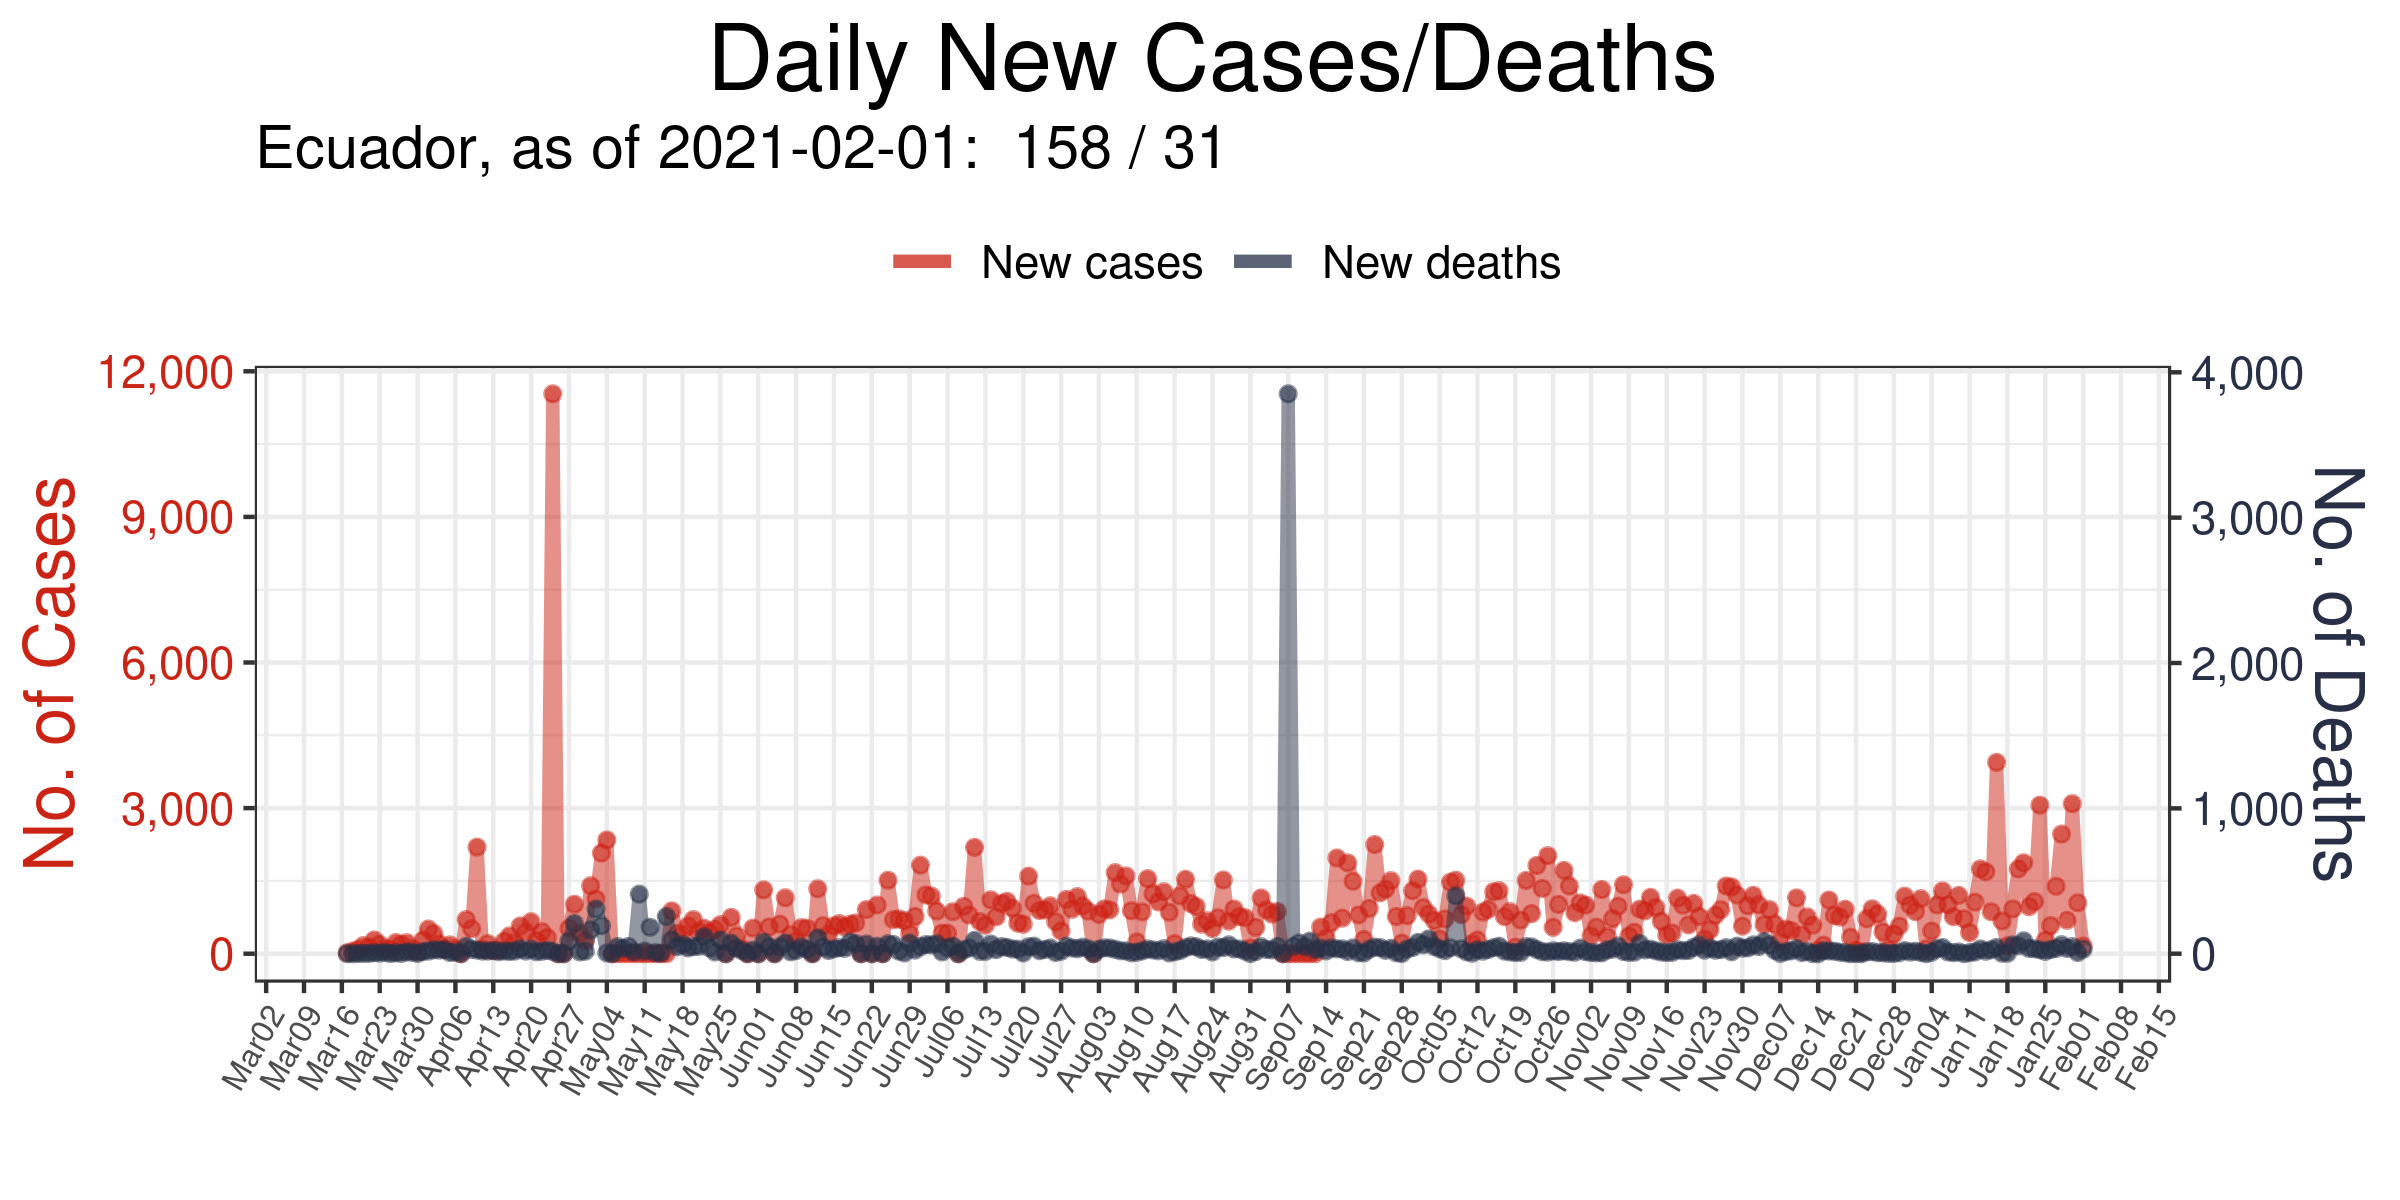 Daily New Cases/Deaths
Ecuador, as of 2021-02-01: 158 / 31
New cases
New deaths
No. of Cases
12,000
9,000
6,000
3,000
0
4,000
3,000
2,000
1,000
0
No. of Deaths
Mar02
Mar09
Mar16
Mar23
Mar30
Apr06
Apr13
Apr20
Apr27
May04
May11
May18
May25
Jun01
Jun08
Jun15
Jun22
Jun29
Jul06
Jul13
Jul20
Jul27
Aug03
Aug10
Aug17
Aug24
Aug31
Sep07
Sep14
Sep21
Sep28
Oct05
Oct12
Oct19
Oct26
Nov02
Nov09
Nov16
Nov23
Nov30
Dec07
Dec14
Dec21
Dec28
Jan04
Jan11
Jan18
Jan25
Feb01
Feb08
Feb15